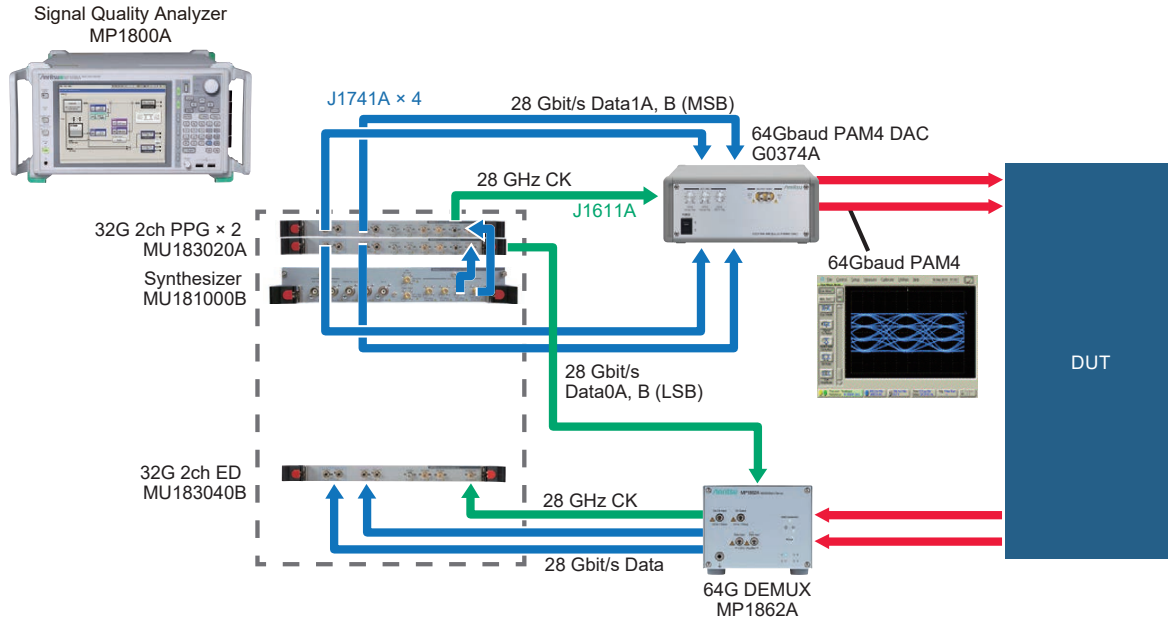 Signal Quality Analyzer
MP1800A
J1741A × 4
28 Gbit/s Data1A, B (MSB)
64Gbaud PAM4 DAC
G0374A
28 GHz CK
J1611A
32G 2ch PPG × 2
MU183020A
Synthesizer
MU181000B
64Gbaud PAM4
28 Gbit/s
Data0A, B (LSB)
DUT
32G 2ch ED
MU183040B
28 GHz CK
Anritsu MP1862A
28 Gbit/s Data
64G DEMUX
MP1862A